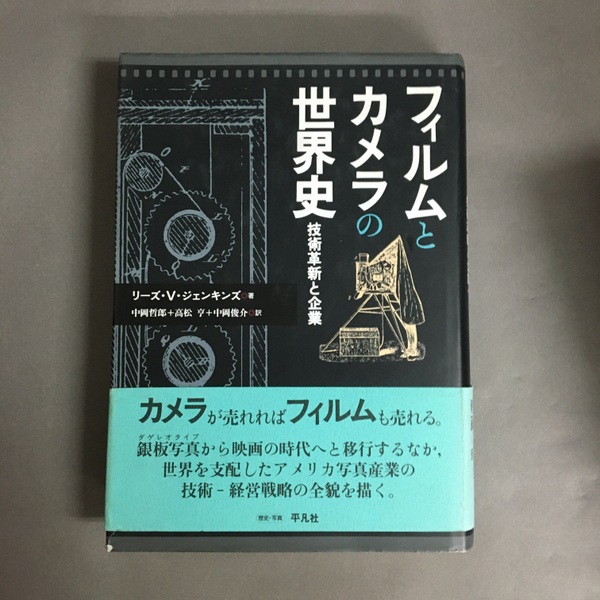 フィルムと
カメラの
世界史
技術革新と企業
リーズ・V・ジェンキンズ◎著
中岡哲郎+高松 亨+中岡俊介◎訳
カメラが売れればフィルムも売れる。
ダゲレオタイプ
銀板写真から映画の時代へと移行するなか、
世界を支配したアメリカ写真産業の
技術−経営戦略の全貌を描く。
(歴史・写真) 平凡社